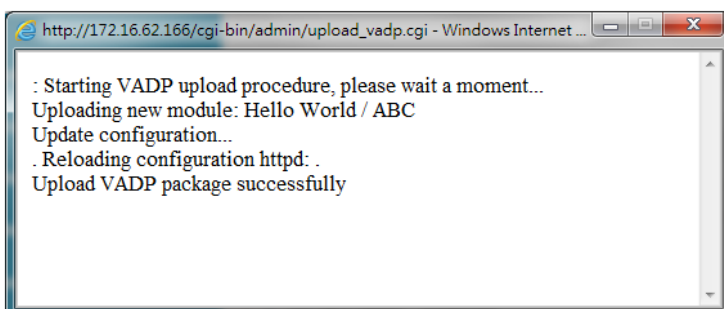 http://172.16.62.166/cgi-bin/admin/upload_vadp.cgi - Windows Internet ...
: Starting VADP upload procedure, please wait a moment...
Uploading new module: Hello World / ABC
Update configuration...
. Reloading configuration httpd: .
Upload VADP package successfully